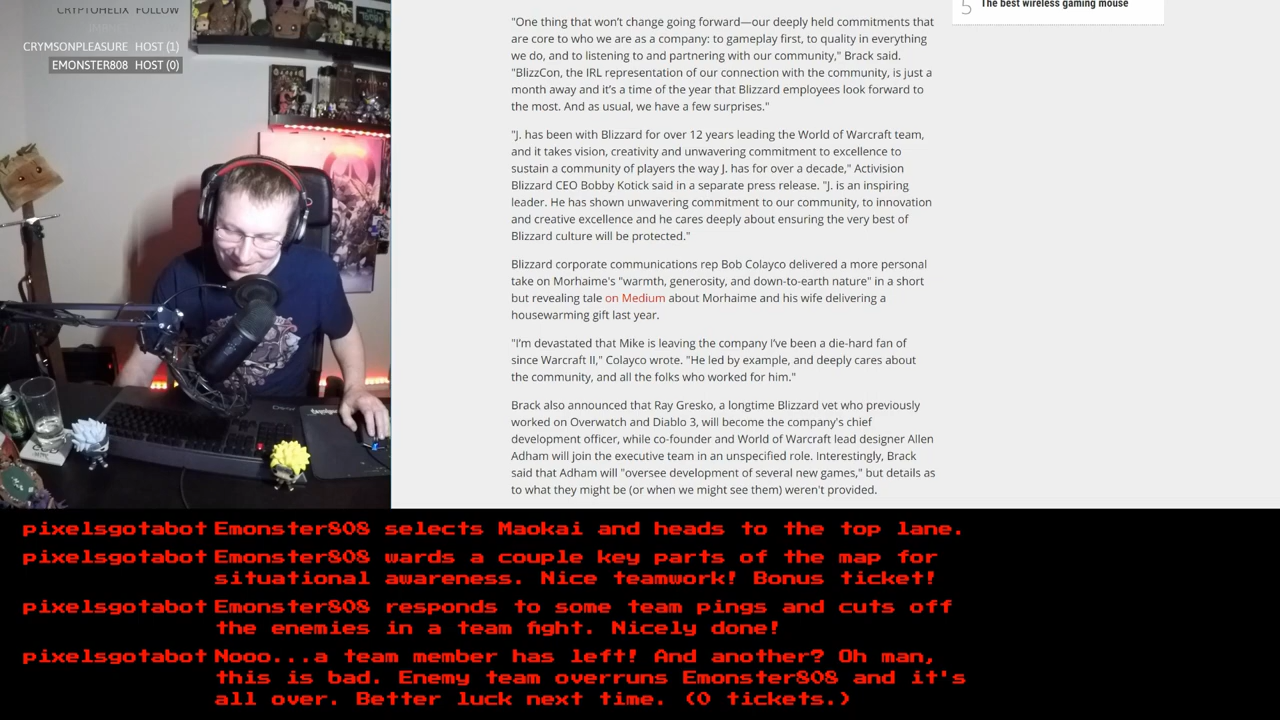 CRYPTOHELIX FOLLOW
CRYMSONPLEASURE HOST (1)
EMONSTER808 HOST (0)
5 The best wireless gaming mouse
"One thing that won't change going forward—our deeply held commitments that
are core to who we are as a company: to gameplay first, to quality in everything
we do, and to listening to and partnering with our community," Brack said.
"BlizzCon, the IRL representation of our connection with the community, is just a
month away and it's a time of the year that Blizzard employees look forward to
the most. And as usual, we have a few surprises."
"J. has been with Blizzard for over 12 years leading the World of Warcraft team,
and it takes vision, creativity and unwavering commitment to excellence to
sustain a community of players the way J. has for over a decade," Activision
Blizzard CEO Bobby Kotick said in a separate press release. "J. is an inspiring
leader. He has shown unwavering commitment to our community, to innovation
and creative excellence and he cares deeply about ensuring the very best of
Blizzard culture will be protected."
Blizzard corporate communications rep Bob Colayco delivered a more personal
take on Morhaime's "warmth, generosity, and down-to-earth nature" in a short
but revealing tale on Medium about Morhaime and his wife delivering a
housewarming gift last year.
"I'm devastated that Mike is leaving the company I've been a die-hard fan of
since Warcraft II," Colayco wrote. "He led by example, and deeply cares about
the community, and all the folks who worked for him."
Brack also announced that Ray Gresko, a longtime Blizzard vet who previously
worked on Overwatch and Diablo 3, will become the company's chief
development officer, while co-founder and World of Warcraft lead designer Allen
Adham will join the executive team in an unspecified role. Interestingly, Brack
said that Adham will "oversee development of several new games," but details as
to what they might be (or when we might see them) weren't provided.
pixelsgotabot Emonster808 selects Maokai and heads to the top lane.
pixelsgotabot Emonster808 wards a couple key parts of the map for
situational awareness. Nice teamwork! Bonus ticket!
pixelsgotabot Emonster808 responds to some team pings and cuts off
the enemies in a team fight. Nicely done!
pixelsgotabot Nooo...a team member has left! And another? Oh man,
this is bad. Enemy team overruns Emonster808 and it's
all over. Better luck next time. (0 tickets.)